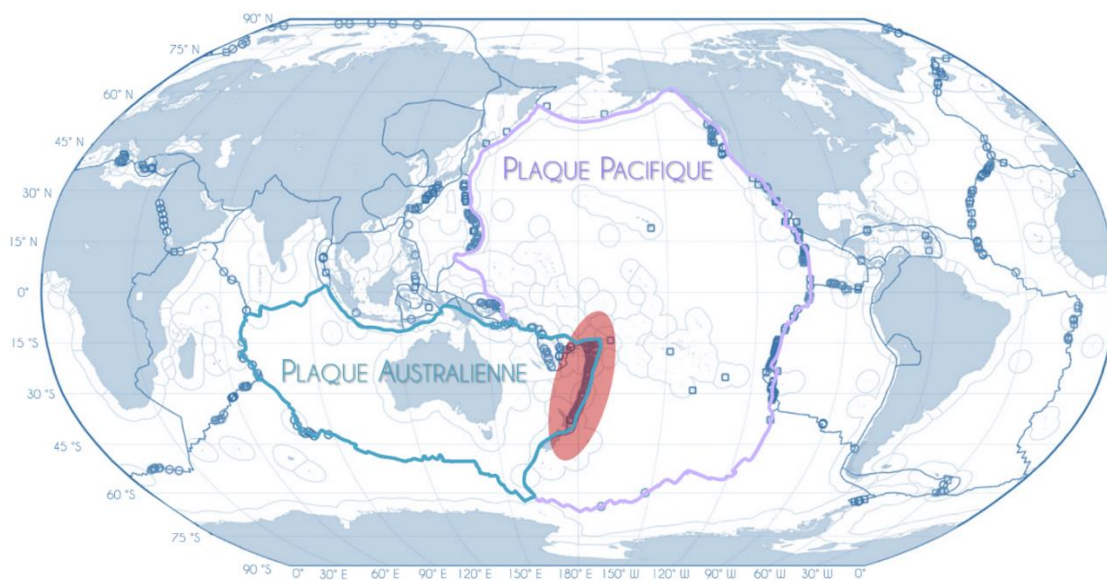 90° N
75° N
60° N
45° N
PLAQUE PACIFIQUE
30° N
15° N
0°
15 °S
PLAQUE AUSTRALIENNE
30 °S
45 °S
60 °S
75° S
90 °S
0° 30° E 60° E 90° E 120° E 150° E 180° E 150° W 120° W 90° W 60° W 30° W 0°